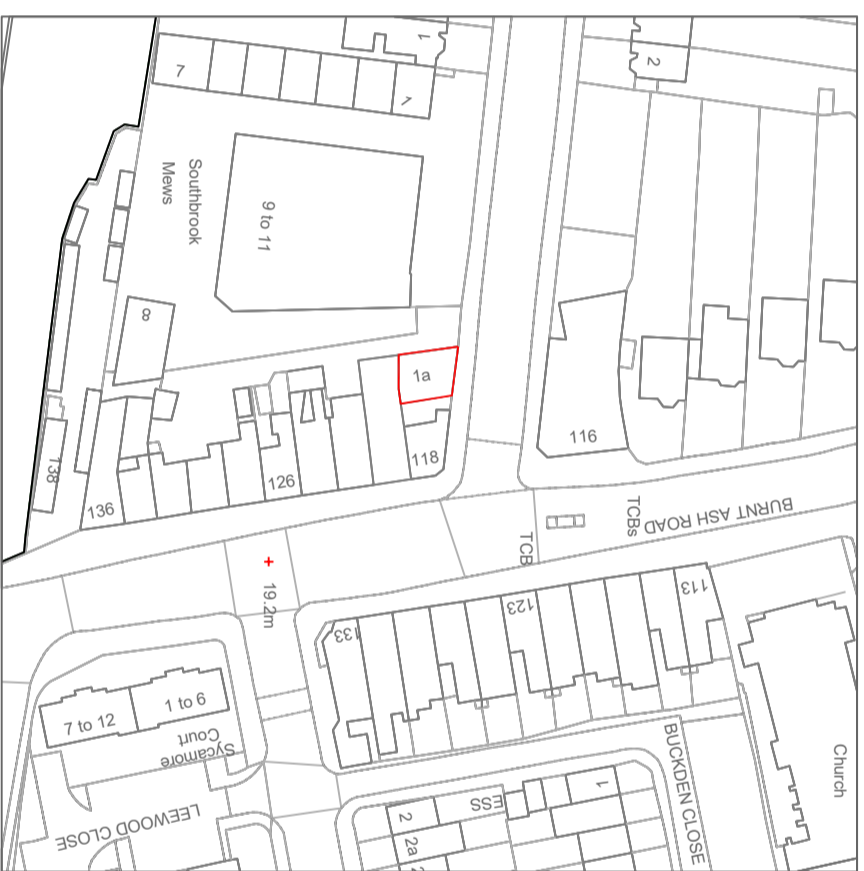 1
7
1
2
Southbrook
Mews
9 to 11
8
1a
116
118
126
138
136
BURNT ASH ROAD
TCBs
TCB
19.2m
113
123
133
1 to 6
7 to 12
Sycamore
Court
LEEWOOD CLOSE
BUCKDEN CLOSE
Church
ESS
1
2
2a